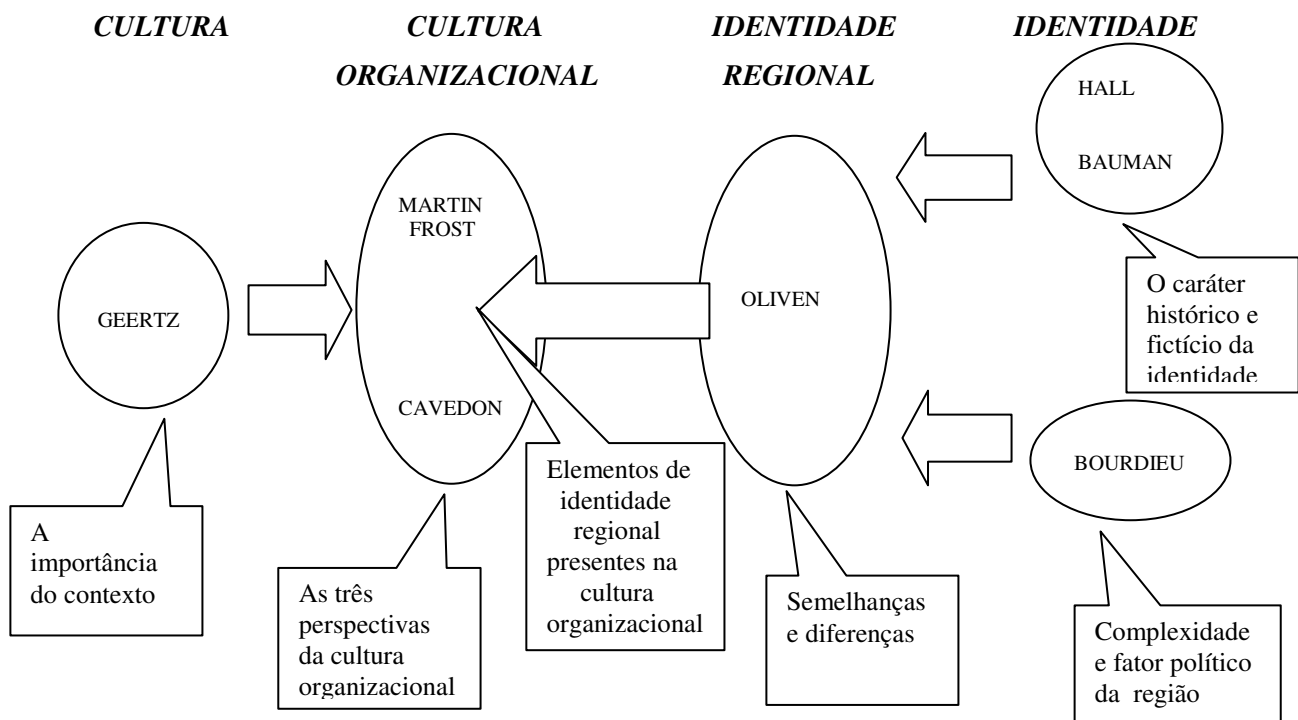 CULTURA
CULTURA
ORGANIZACIONAL
IDENTIDADE
REGIONAL
IDENTIDADE
HALL
BAUMAN
MARTIN
FROST
CAVEDON
GEERTZ
OLIVEN
BOURDIEU
O caráter
histórico e
fictício da
identidade
A
importância
do contexto
As três
perspectivas
da cultura
organizacional
Elementos de
identidade
regional
presentes na
cultura
organizacional
Semelhanças
e diferenças
Complexidade
e fator político
da região